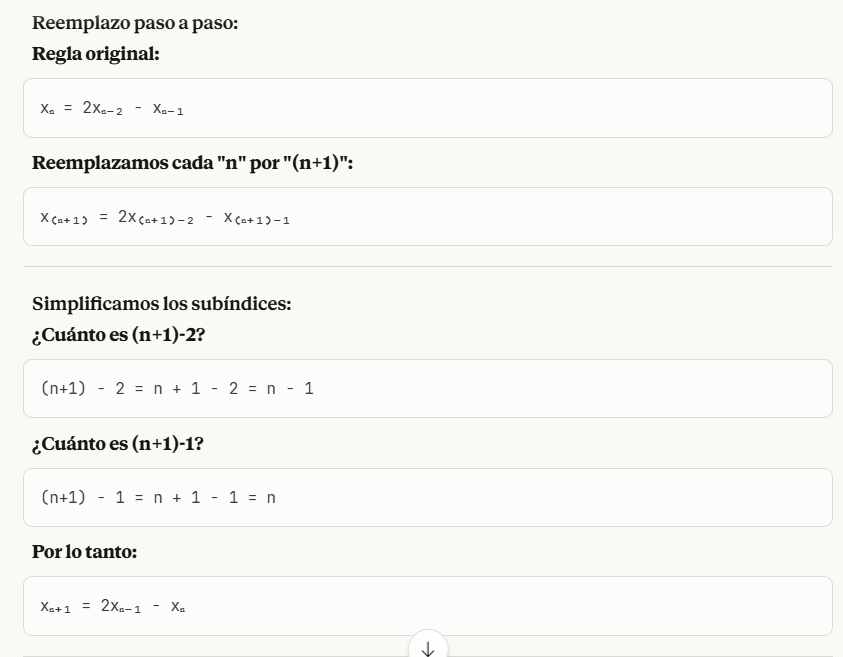 Reemplazo paso a paso:
Regla original:
xₙ = 2xₙ₋₂ - xₙ₋₁
Reemplazamos cada "n" por "(n+1)":
x₍ₙ₊₁₎ = 2x₍ₙ₊₁₎₋₂ - x₍ₙ₊₁₎₋₁
Simplificamos los subíndices:
¿Cuánto es (n+1)-2?
(n+1) - 2 = n + 1 - 2 = n - 1
¿Cuánto es (n+1)-1?
(n+1) - 1 = n + 1 - 1 = n
Por lo tanto:
xₙ₊₁ = 2xₙ₋₁ - xₙ